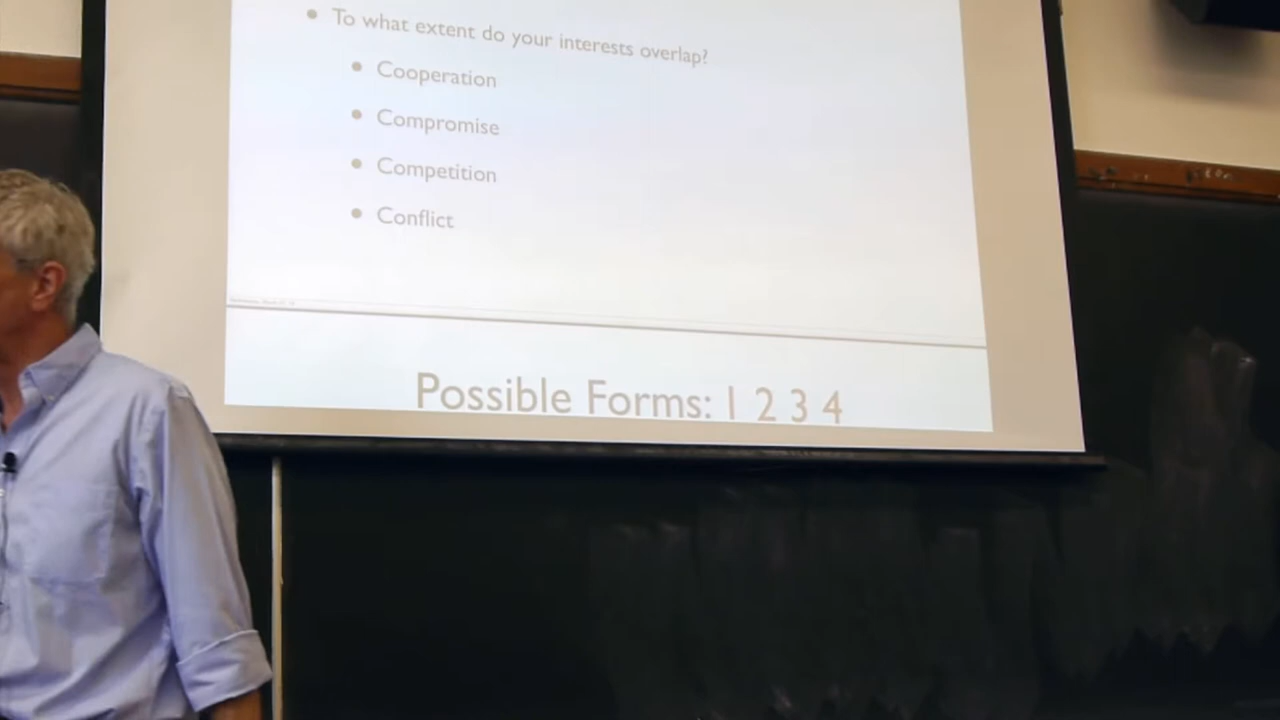 To what extent do your interests overlap?
Cooperation
Compromise
Competition
Conflict
Possible Forms: 1 2 3 4